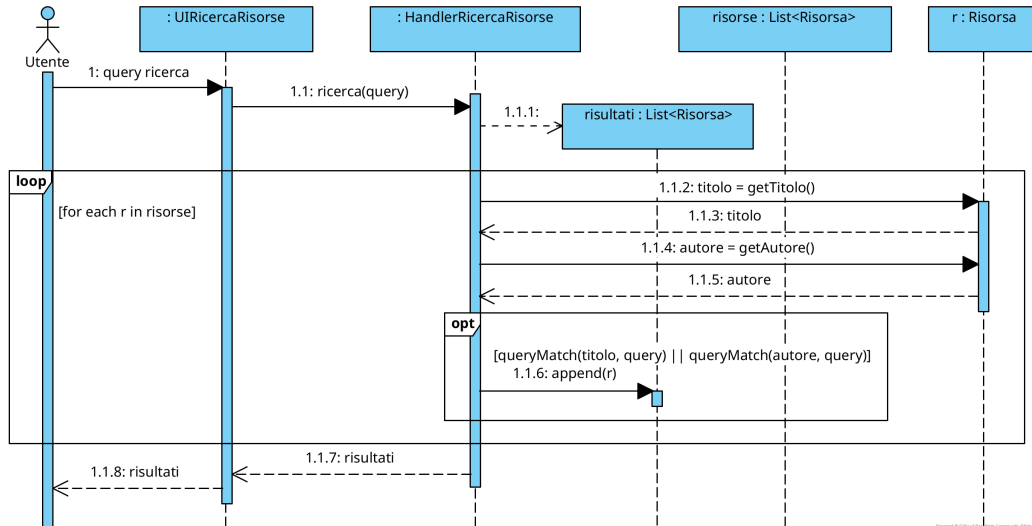 : UIRicercaRisorse
: HandlerRicercaRisorse
risorse : List<Risorsa>
r : Risorsa
Utente
1: query ricerca
1.1: ricerca(query)
1.1.1:
risultati : List<Risorsa>
loop
[for each r in risorse]
1.1.2: titolo = getTitolo()
1.1.3: titolo
1.1.4: autore = getAutore()
1.1.5: autore
opt
[queryMatch(titolo, query) || queryMatch(autore, query)]
1.1.6: append(r)
1.1.7: risultati
1.1.8: risultati